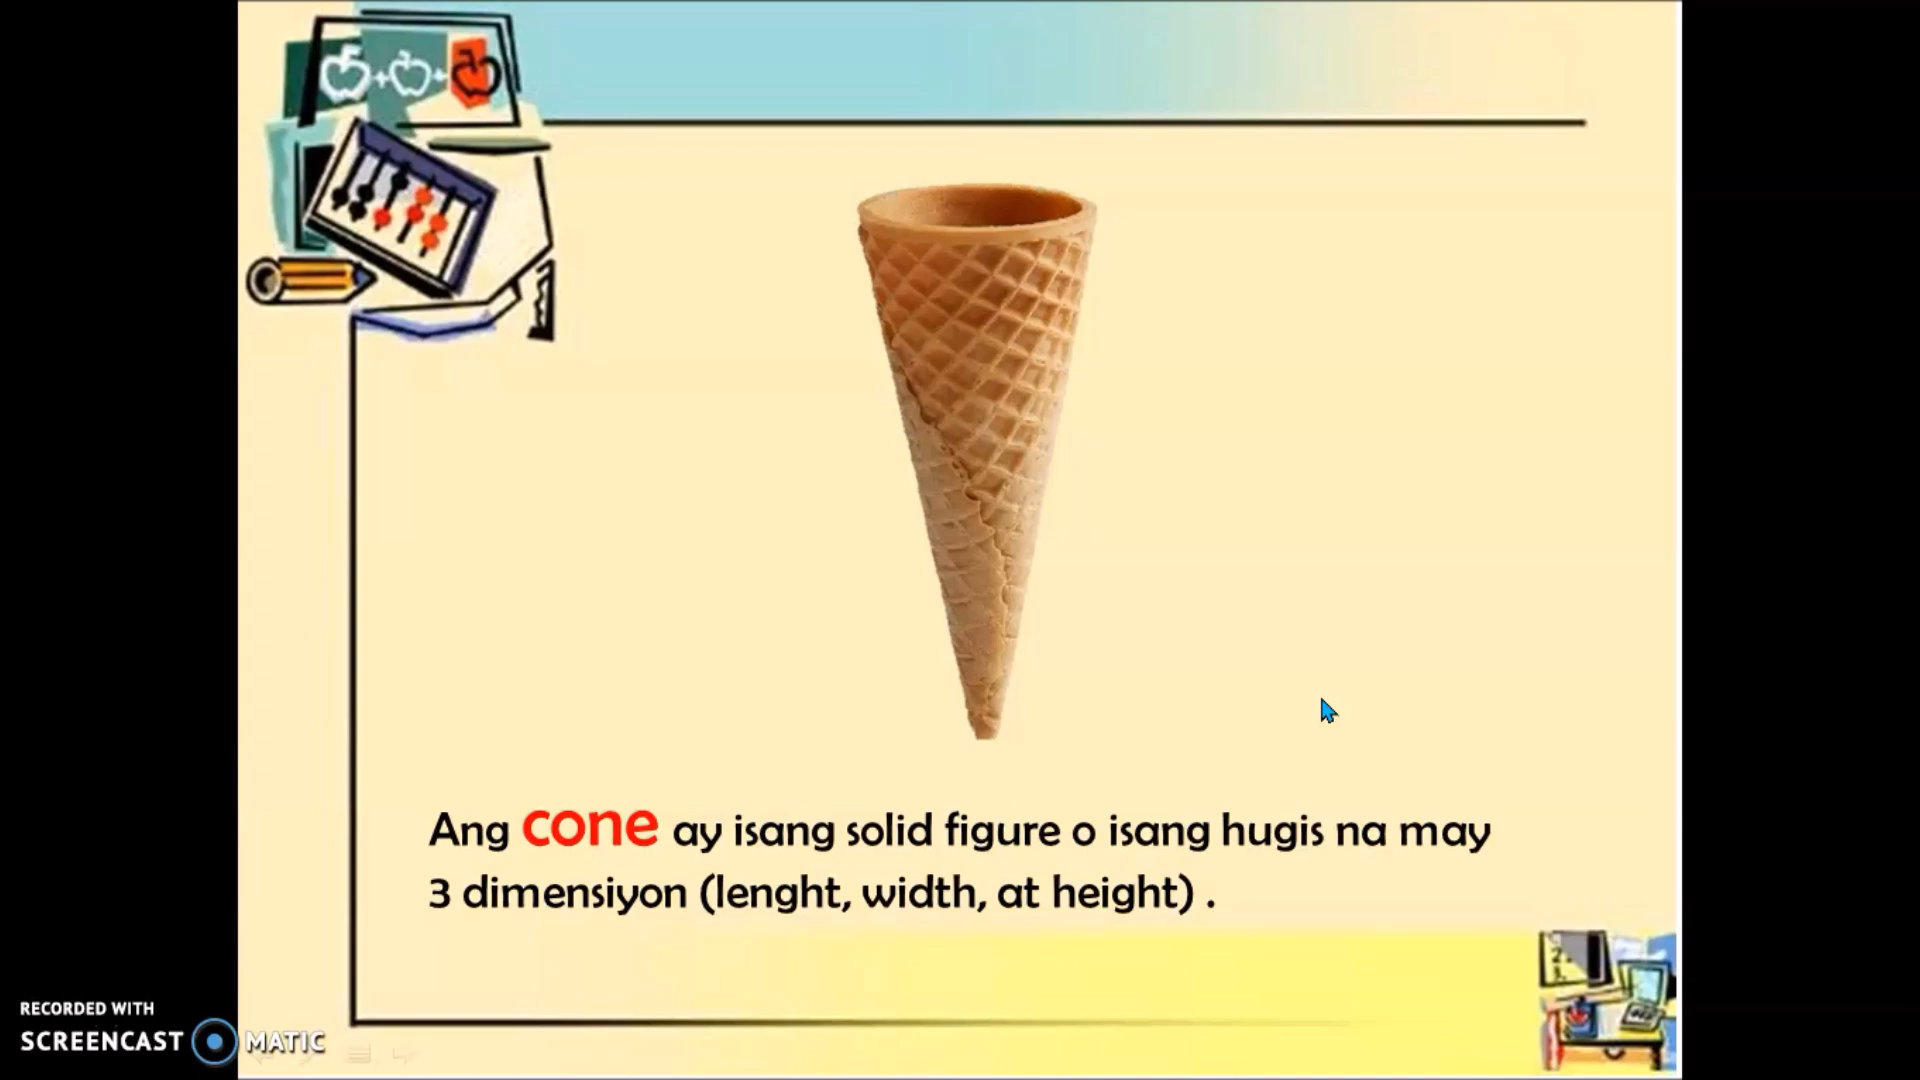 Ang cone ay isang solid figure o isang hugis na may
3 dimensiyon (lenght, width, at height) .
RECORDED WITH
SCREENCAST MATIC